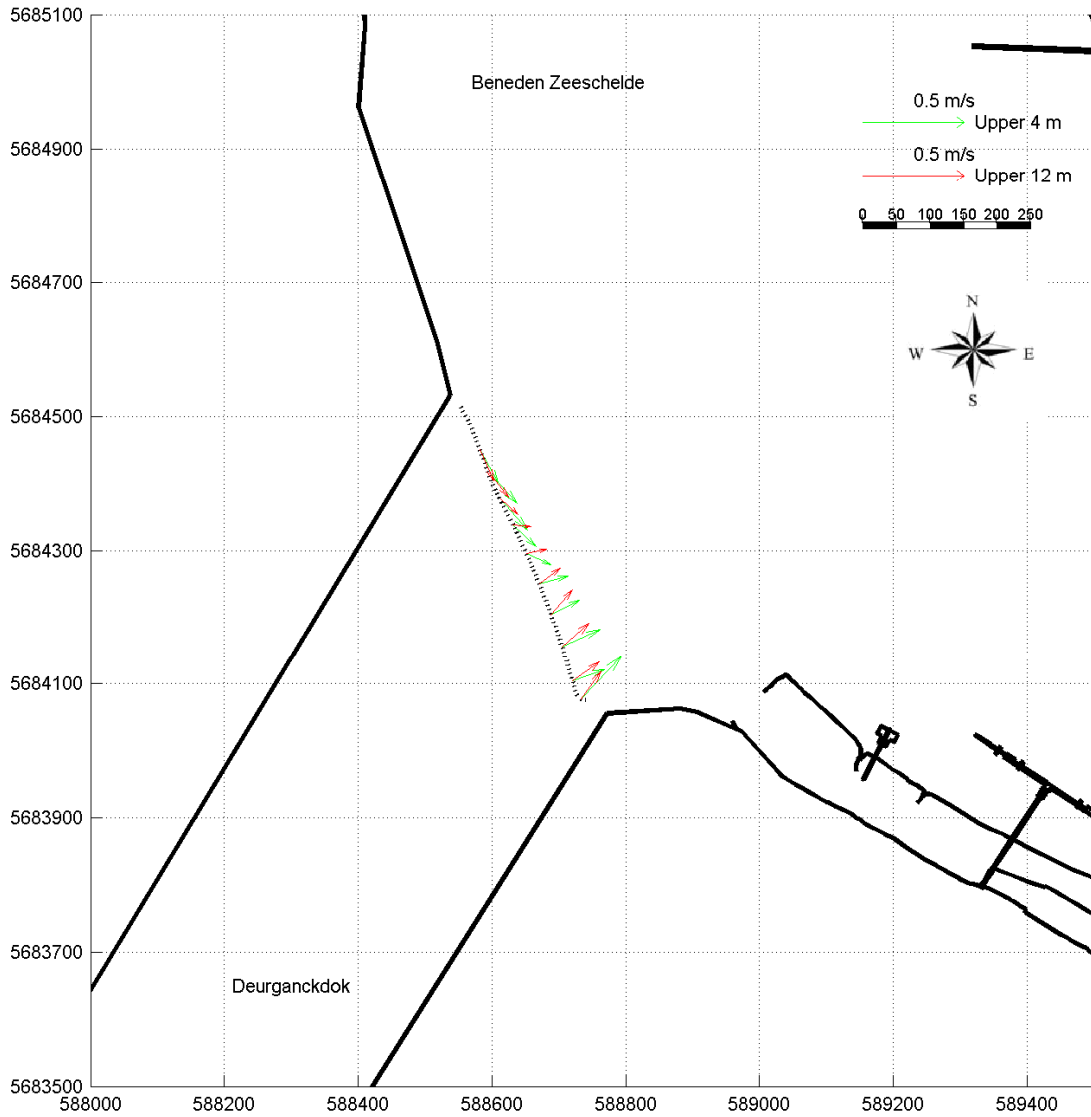 5685100
5684900
5684700
5684500
5684300
5684100
5683900
5683700
5683500
588000 588200 588400 588600 588800 589000 589200 589400
Beneden Zeeschelde
0.5 m/s
Upper 4 m
0.5 m/s
Upper 12 m
0 50 100 150 200 250
N
W E
S
Deurganckdok